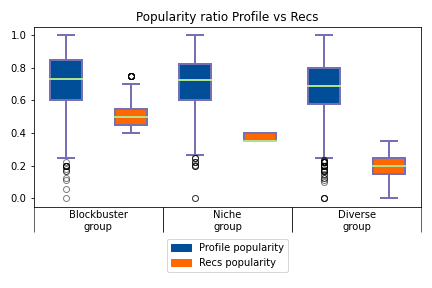 Popularity ratio Profile vs Recs
1.0
0.8
0.6
0.4
0.2
0.0
Blockbuster
group
Niche
group
Diverse
group
Profile popularity
Recs popularity